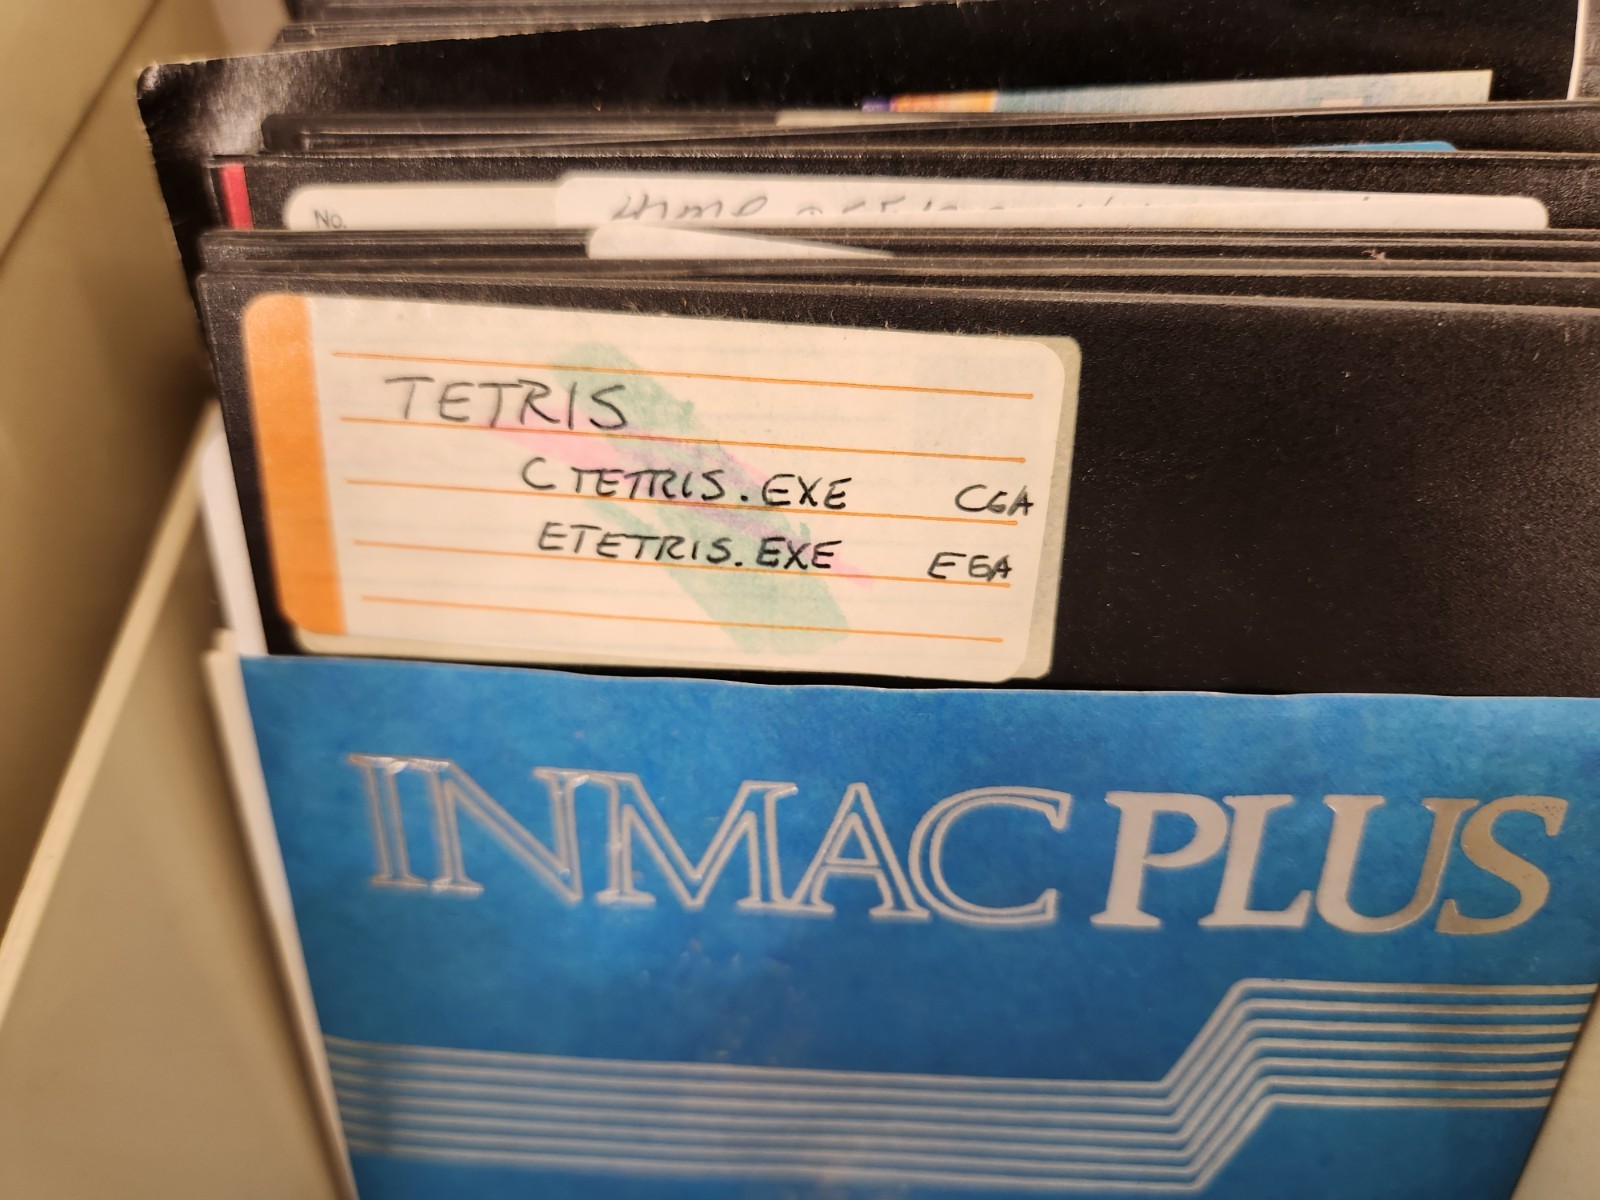 No.
TETRIS
CTETRIS.EXE CGA
ETETRIS.EXE EGA
INMAC PLUS